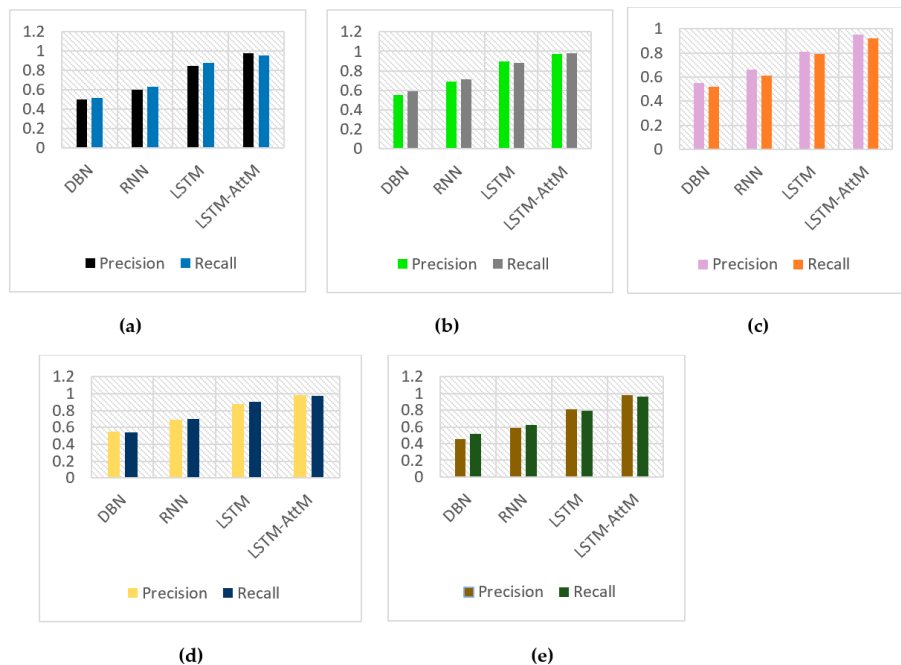 1.2
1
0.8
0.6
0.4
0.2
0
DBN
RNN
LSTM
LSTM-AttM
Precision Recall
(a)
1.2
1
0.8
0.6
0.4
0.2
0
DBN
RNN
LSTM
LSTM-AttM
Precision Recall
(b)
1
0.8
0.6
0.4
0.2
0
DBN
RNN
LSTM
LSTM-AttM
Precision Recall
(c)
1.2
1
0.8
0.6
0.4
0.2
0
DBN
RNN
LSTM
LSTM-AttM
Precision Recall
(d)
1.2
1
0.8
0.6
0.4
0.2
0
DBN
RNN
LSTM
LSTM-AttM
Precision Recall
(e)